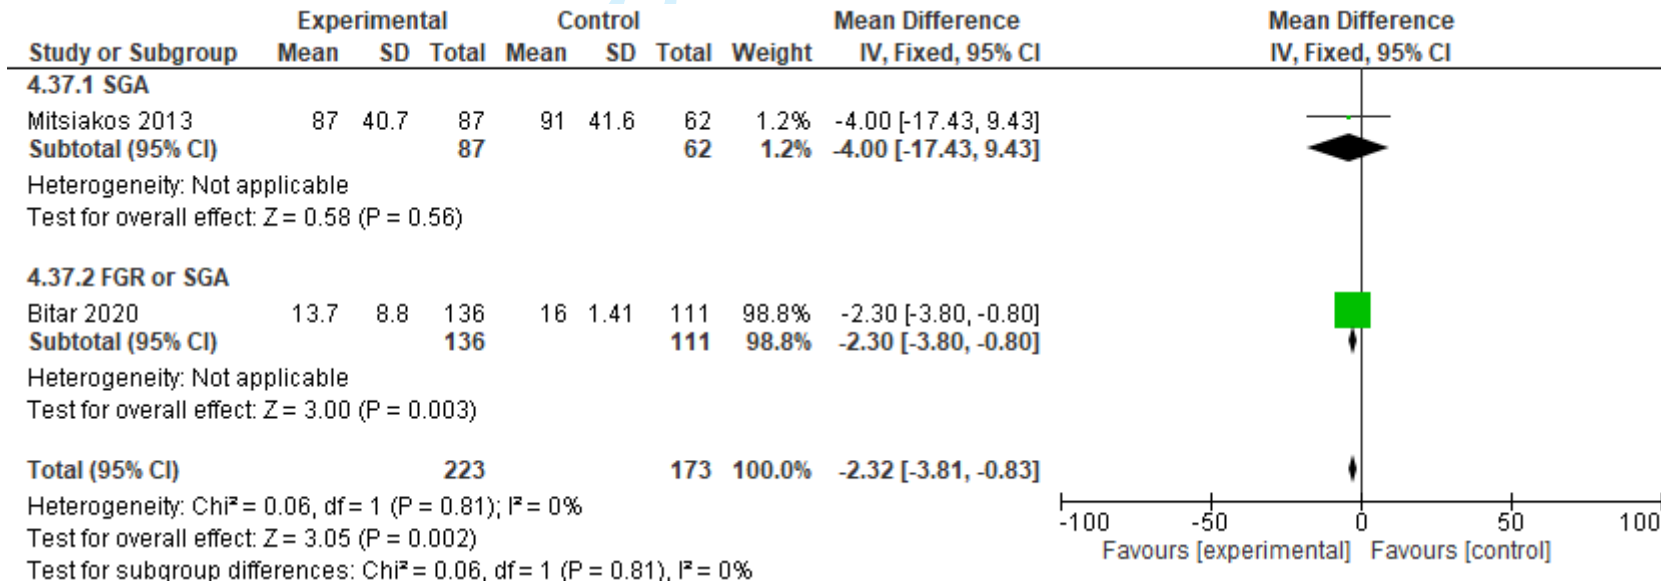 Experimental Control Mean Difference Mean Difference
Study or Subgroup Mean SD Total Mean SD Total Weight IV, Fixed, 95% CI IV, Fixed, 95% CI
4.37.1 SGA
Mitsiakos 2013 87 40.7 87 91 41.6 62 1.2% -4.00 [-17.43, 9.43]
Subtotal (95% CI) 87 62 1.2% -4.00 [-17.43, 9.43]
Heterogeneity: Not applicable
Test for overall effect: Z = 0.58 (P = 0.56)
4.37.2 FGR or SGA
Bitar 2020 13.7 8.8 136 16 1.41 111 98.8% -2.30 [-3.80, -0.80]
Subtotal (95% CI) 136 111 98.8% -2.30 [-3.80, -0.80]
Heterogeneity: Not applicable
Test for overall effect: Z = 3.00 (P = 0.003)
Total (95% CI) 223 173 100.0% -2.32 [-3.81, -0.83]
Heterogeneity: Chi² = 0.06, df = 1 (P = 0.81); I² = 0%
Test for overall effect: Z = 3.05 (P = 0.002)
Test for subgroup differences: Chi² = 0.06, df = 1 (P = 0.81), I² = 0%
-100 -50 0 50 100
Favours [experimental] Favours [control]